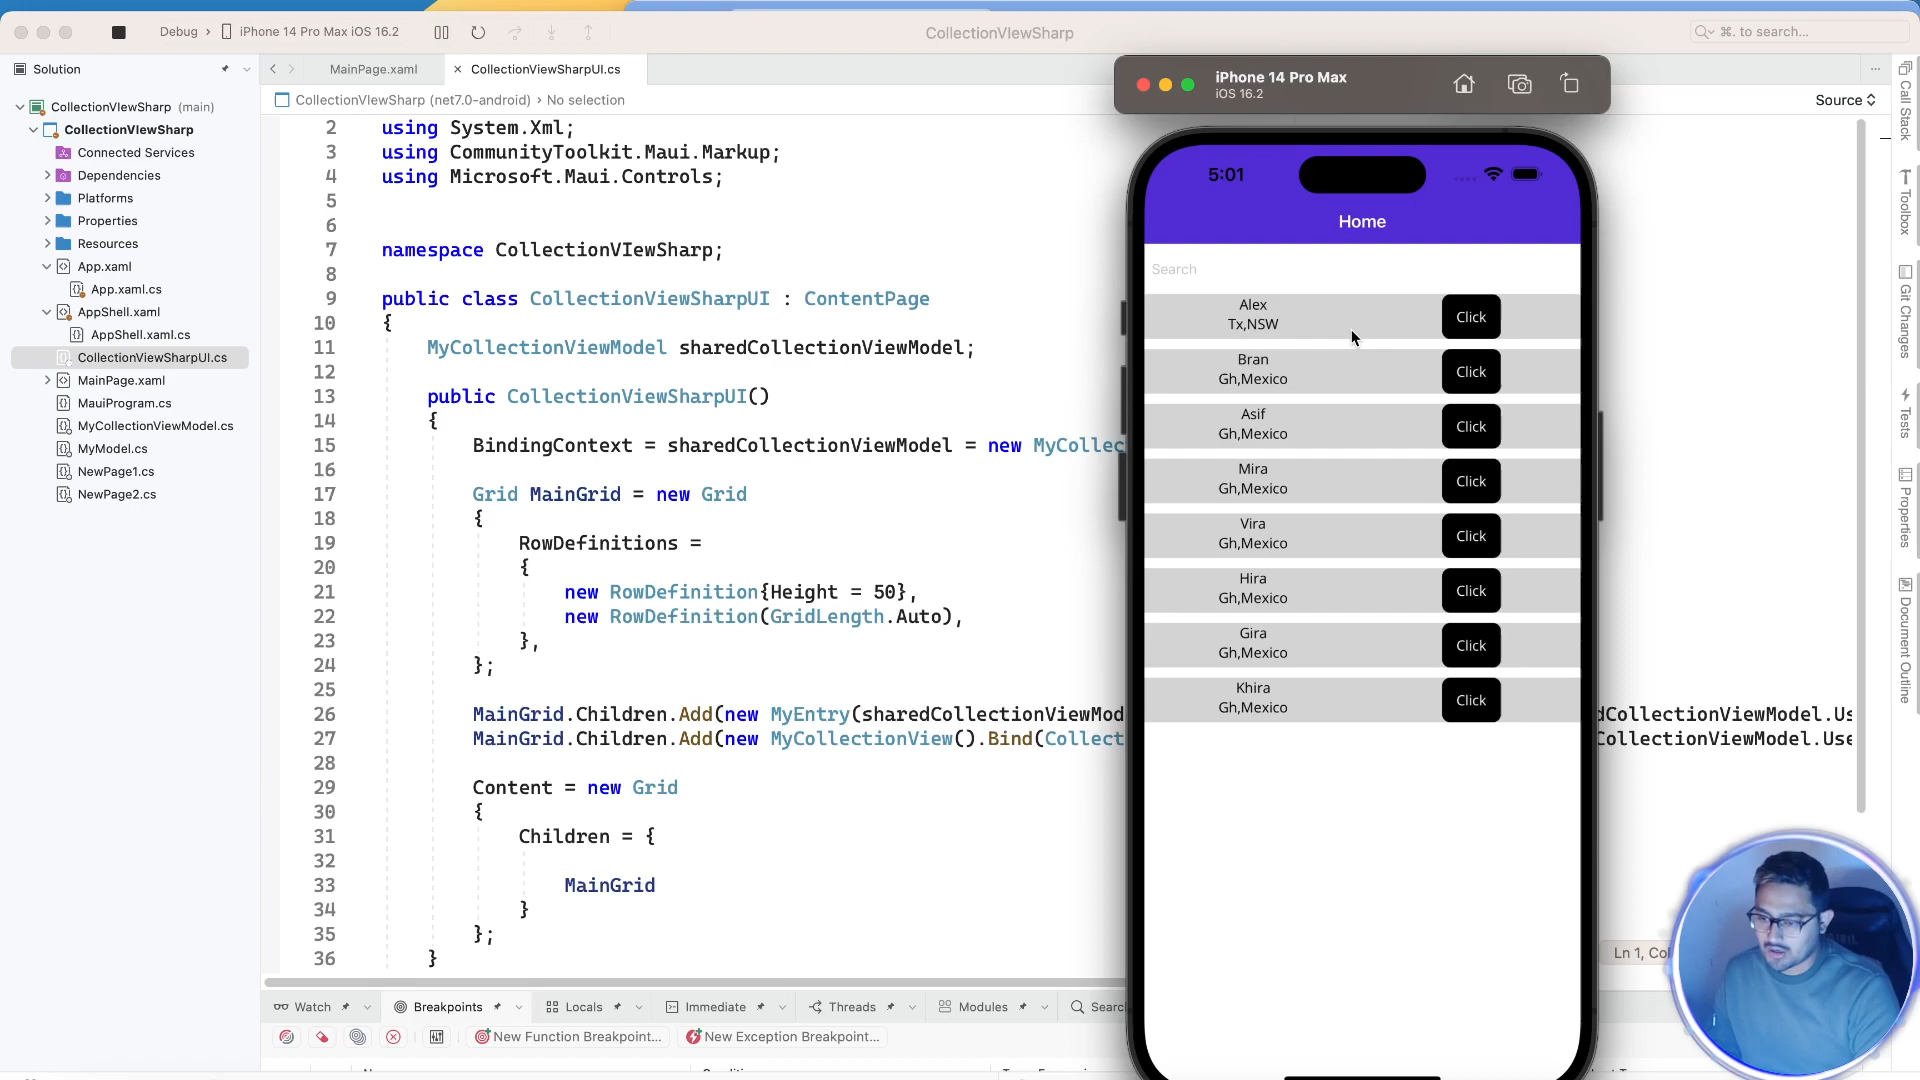 Debug
iPhone 14 Pro Max iOS 16.2
CollectionVIewSharp
⌘. to search...
Solution
MainPage.xaml
CollectionViewSharpUI.cs
CollectionVIewSharp (net7.0-android) › No selection
Source
CollectionVIewSharp (main)
CollectionVIewSharp
Connected Services
Dependencies
Platforms
Properties
Resources
App.xaml
App.xaml.cs
AppShell.xaml
AppShell.xaml.cs
CollectionViewSharpUI.cs
MainPage.xaml
MauiProgram.cs
MyCollectionViewModel.cs
MyModel.cs
NewPage1.cs
NewPage2.cs
2 using System.Xml;
3 using CommunityToolkit.Maui.Markup;
4 using Microsoft.Maui.Controls;
5
6
7 namespace CollectionVIewSharp;
8
9 public class CollectionViewSharpUI : ContentPage
10 {
11 MyCollectionViewModel sharedCollectionViewModel;
12
13 public CollectionViewSharpUI()
14 {
15 BindingContext = sharedCollectionViewModel = new MyCollec
16
17 Grid MainGrid = new Grid
18 {
19 RowDefinitions =
20 {
21 new RowDefinition{Height = 50},
22 new RowDefinition(GridLength.Auto),
23 },
24 };
25
26 MainGrid.Children.Add(new MyEntry(sharedCollectionViewMod
dCollectionViewModel.Us
27 MainGrid.Children.Add(new MyCollectionView().Bind(Collect
CollectionViewModel.Use
28
29 Content = new Grid
30 {
31 Children = {
32
33 MainGrid
34 }
35 };
36 }
iPhone 14 Pro Max
iOS 16.2
5:01
Home
Search
Alex
Tx,NSW
Click
Bran
Gh,Mexico
Click
Asif
Gh,Mexico
Click
Mira
Gh,Mexico
Click
Vira
Gh,Mexico
Click
Hira
Gh,Mexico
Click
Gira
Gh,Mexico
Click
Khira
Gh,Mexico
Click
Call Stack
Toolbox
Git Changes
Tests
Properties
Document Outline
Ln 1, Col
Watch
Breakpoints
Locals
Immediate
Threads
Modules
Searc
New Function Breakpoint...
New Exception Breakpoint...